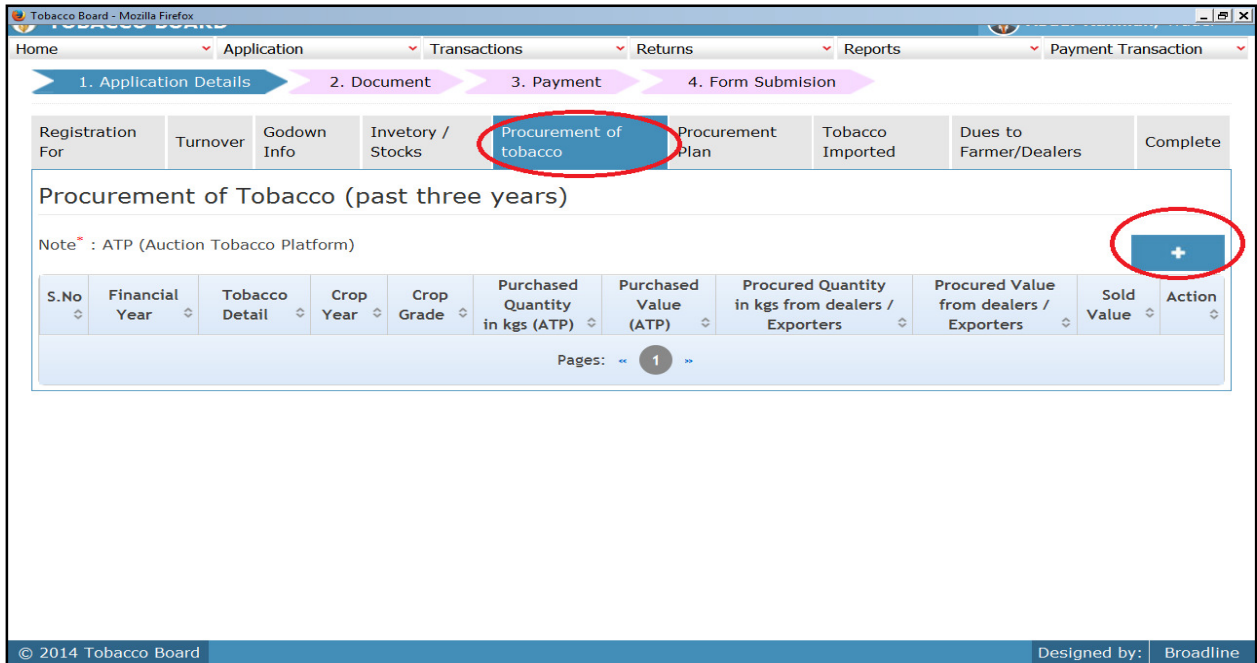 Tobacco Board - Mozilla Firefox
TOBACCO BOARD
Home Application Transactions Returns Reports Payment Transaction
1. Application Details 2. Document 3. Payment 4. Form Submision
Registration For
Turnover
Godown Info
Invetory / Stocks
Procurement of tobacco
Procurement Plan
Tobacco Imported
Dues to Farmer/Dealers
Complete
Procurement of Tobacco (past three years)
Note* : ATP (Auction Tobacco Platform)
+
S.No
Financial Year
Tobacco Detail
Crop Year
Crop Grade
Purchased Quantity in kgs (ATP)
Purchased Value (ATP)
Procured Quantity in kgs from dealers / Exporters
Procured Value from dealers / Exporters
Sold Value
Action
Pages: « 1 »
© 2014 Tobacco Board Designed by: Broadline